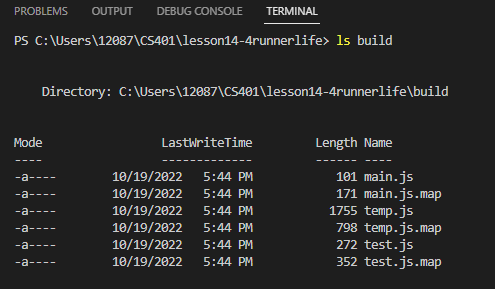 PROBLEMS OUTPUT DEBUG CONSOLE TERMINAL
PS C:\Users\12087\CS401\lesson14-4runnerlife> ls build
Directory: C:\Users\12087\CS401\lesson14-4runnerlife\build
Mode LastWriteTime Length Name
---- ------------- ------ ----
-a---- 10/19/2022 5:44 PM 101 main.js
-a---- 10/19/2022 5:44 PM 171 main.js.map
-a---- 10/19/2022 5:44 PM 1755 temp.js
-a---- 10/19/2022 5:44 PM 798 temp.js.map
-a---- 10/19/2022 5:44 PM 272 test.js
-a---- 10/19/2022 5:44 PM 352 test.js.map